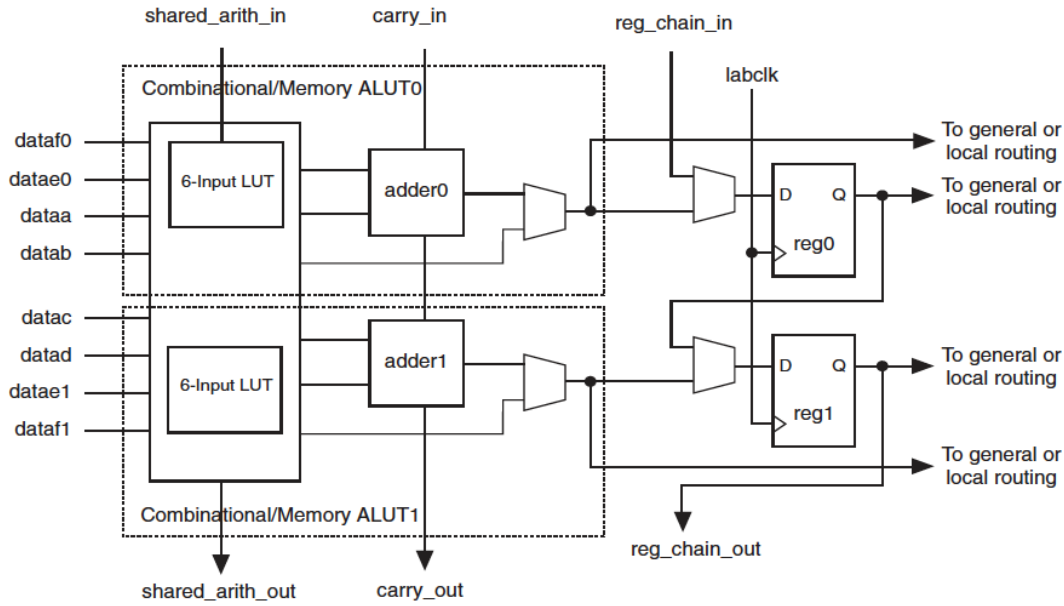 shared_arith_in
carry_in
reg_chain_in
labclk
Combinational/Memory ALUT0
dataf0
datae0
dataa
datab
6-Input LUT
adder0
D Q
reg0
To general or
local routing
To general or
local routing
datac
datad
datae1
dataf1
6-Input LUT
adder1
D Q
reg1
To general or
local routing
To general or
local routing
Combinational/Memory ALUT1
reg_chain_out
shared_arith_out
carry_out